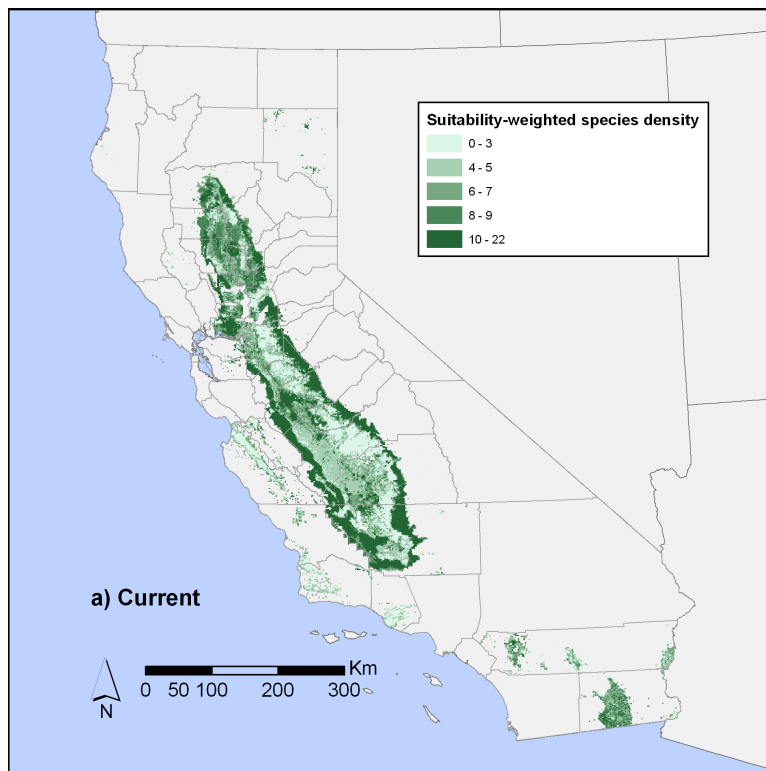 Suitability-weighted species density
0 - 3
4 - 5
6 - 7
8 - 9
10 - 22
a) Current
Km
0 50 100 200 300
N